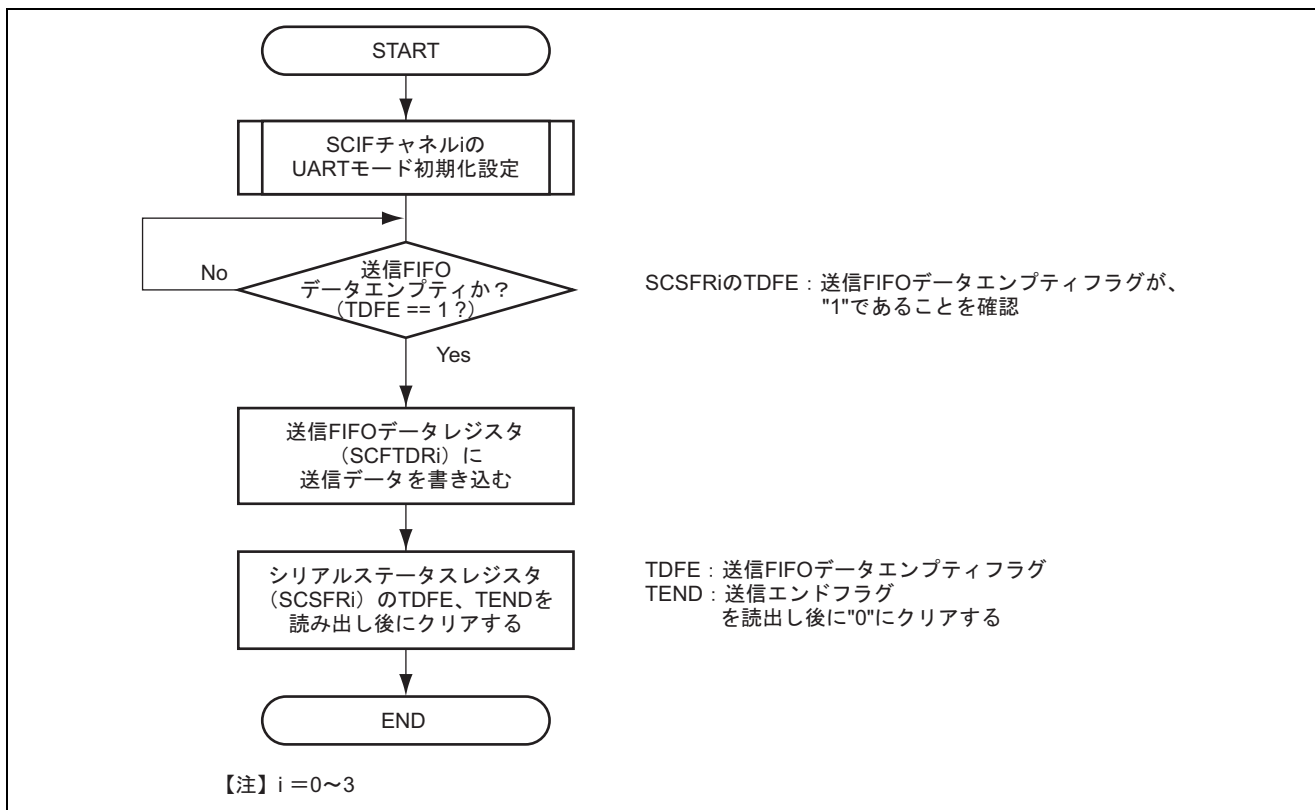 START
SCIFチャネルiの
UARTモード初期化設定
No
送信FIFO
データエンプティか？
(TDFE == 1 ?)
SCSFRiのTDFE：送信FIFOデータエンプティフラグが、
"1"であることを確認
Yes
送信FIFOデータレジスタ
（SCFTDRi）に
送信データを書き込む
シリアルステータスレジスタ
（SCSFRi）のTDFE、TENDを
読み出し後にクリアする
TDFE：送信FIFOデータエンプティフラグ
TEND：送信エンドフラグ
を読出し後に"0"にクリアする
END
【注】i ＝0～3